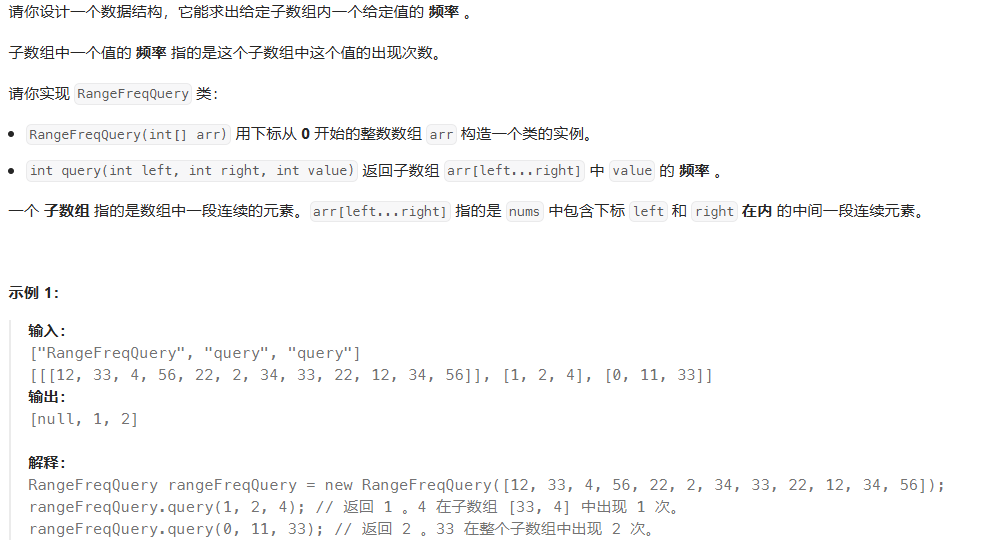 请你设计一个数据结构，它能求出给定子数组内一个给定值的 频率 。
子数组中一个值的 频率 指的是这个子数组中这个值的出现次数。
请你实现 RangeFreqQuery 类：
• RangeFreqQuery(int[] arr) 用下标从 0 开始的整数数组 arr 构造一个类的实例。
• int query(int left, int right, int value) 返回子数组 arr[left...right] 中 value 的 频率 。
一个 子数组 指的是数组中一段连续的元素。arr[left...right] 指的是 nums 中包含下标 left 和 right 在内 的中间一段连续元素。
示例 1：
输入：
["RangeFreqQuery", "query", "query"]
[[[12, 33, 4, 56, 22, 2, 34, 33, 22, 12, 34, 56]], [1, 2, 4], [0, 11, 33]]
输出：
[null, 1, 2]
解释：
RangeFreqQuery rangeFreqQuery = new RangeFreqQuery([12, 33, 4, 56, 22, 2, 34, 33, 22, 12, 34, 56]);
rangeFreqQuery.query(1, 2, 4); // 返回 1 。4 在子数组 [33, 4] 中出现 1 次。
rangeFreqQuery.query(0, 11, 33); // 返回 2 。33 在整个子数组中出现 2 次。